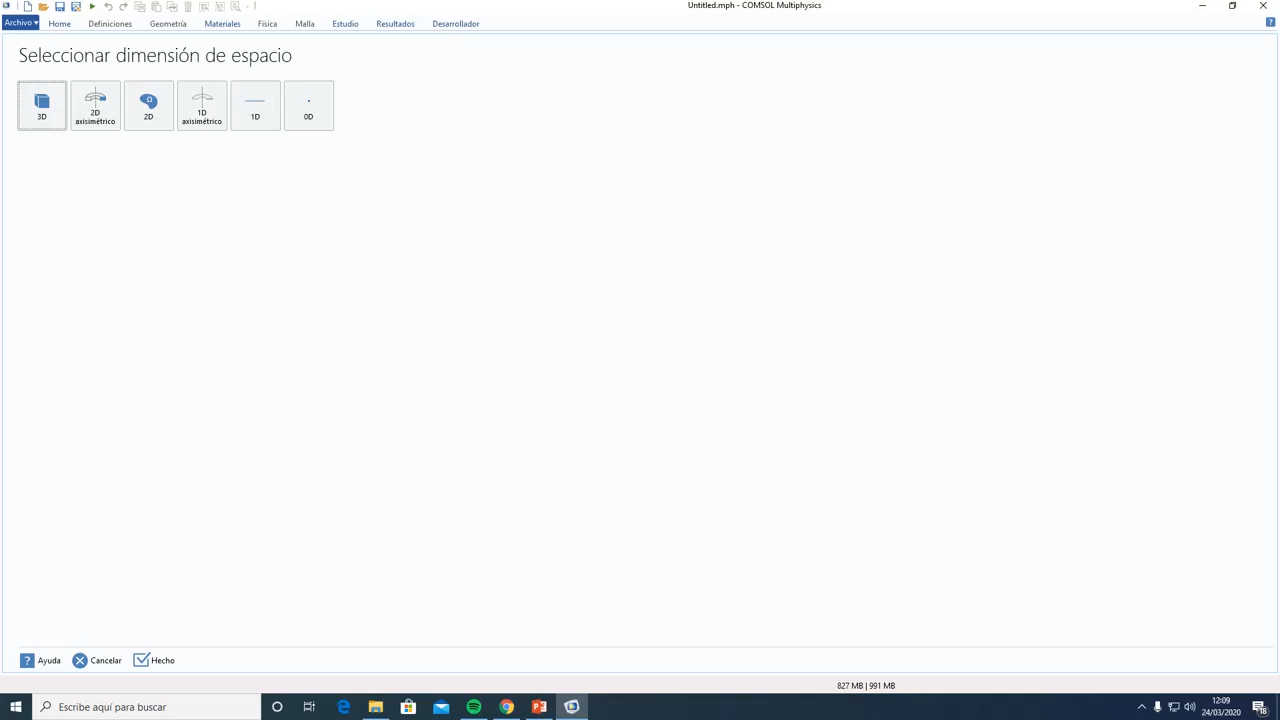 Untitled.mph - COMSOL Multiphysics
Archivo Home Definiciones Geometría Materiales Física Malla Estudio Resultados Desarrollador
Seleccionar dimensión de espacio
3D
2D axisimétrico
Ω
2D
1D axisimétrico
1D
0D
? Ayuda Cancelar Hecho
827 MB | 991 MB
Escribe aquí para buscar
12:09
24/03/2020
18